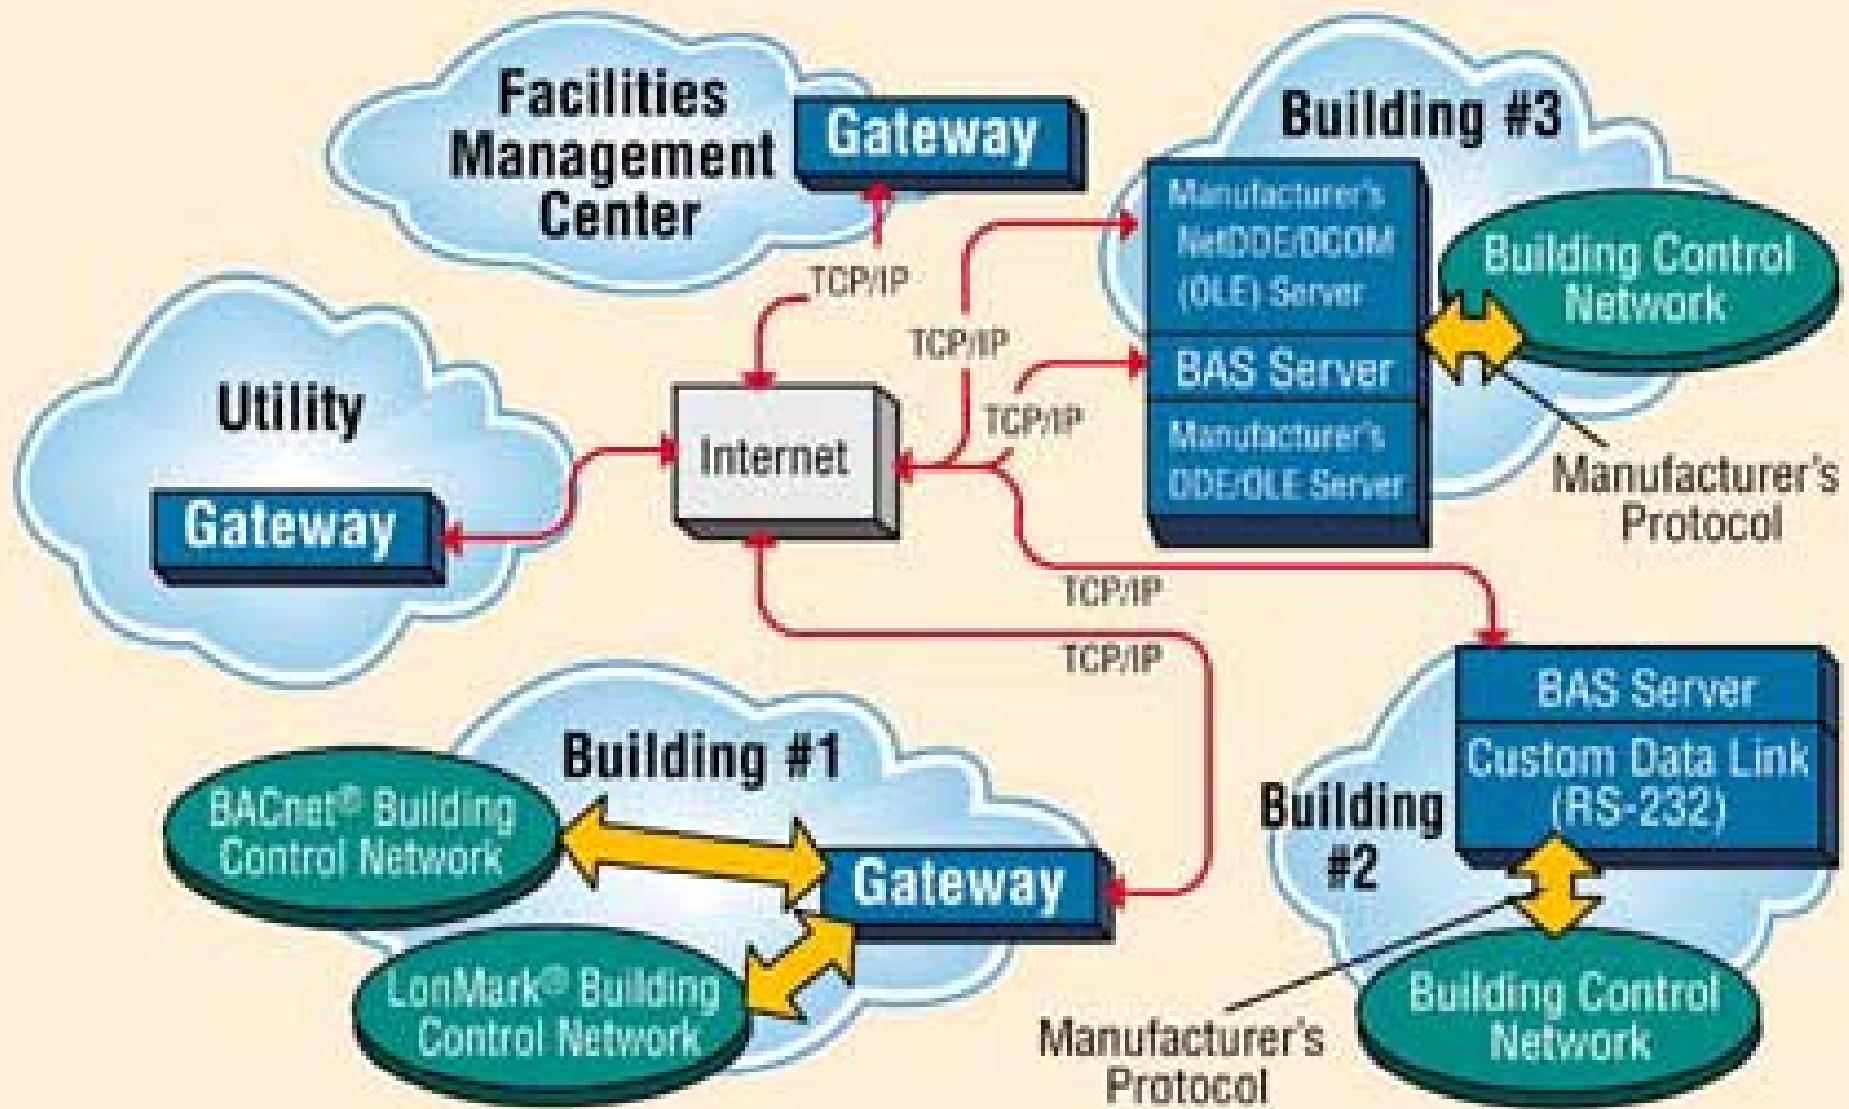 Facilities
Management
Center
Gateway
TCP/IP
Building #3
Manufacturer's
NetDDE/DCOM
(OLE) Server
BAS Server
Manufacturer's
DDE/OLE Server
Building Control
Network
Manufacturer's
Protocol
TCP/IP
TCP/IP
Utility
Gateway
Internet
TCP/IP
TCP/IP
Building #1
BACnet® Building
Control Network
Gateway
LonMark® Building
Control Network
BAS Server
Custom Data Link
(RS-232)
Building
#2
Building Control
Network
Manufacturer's
Protocol